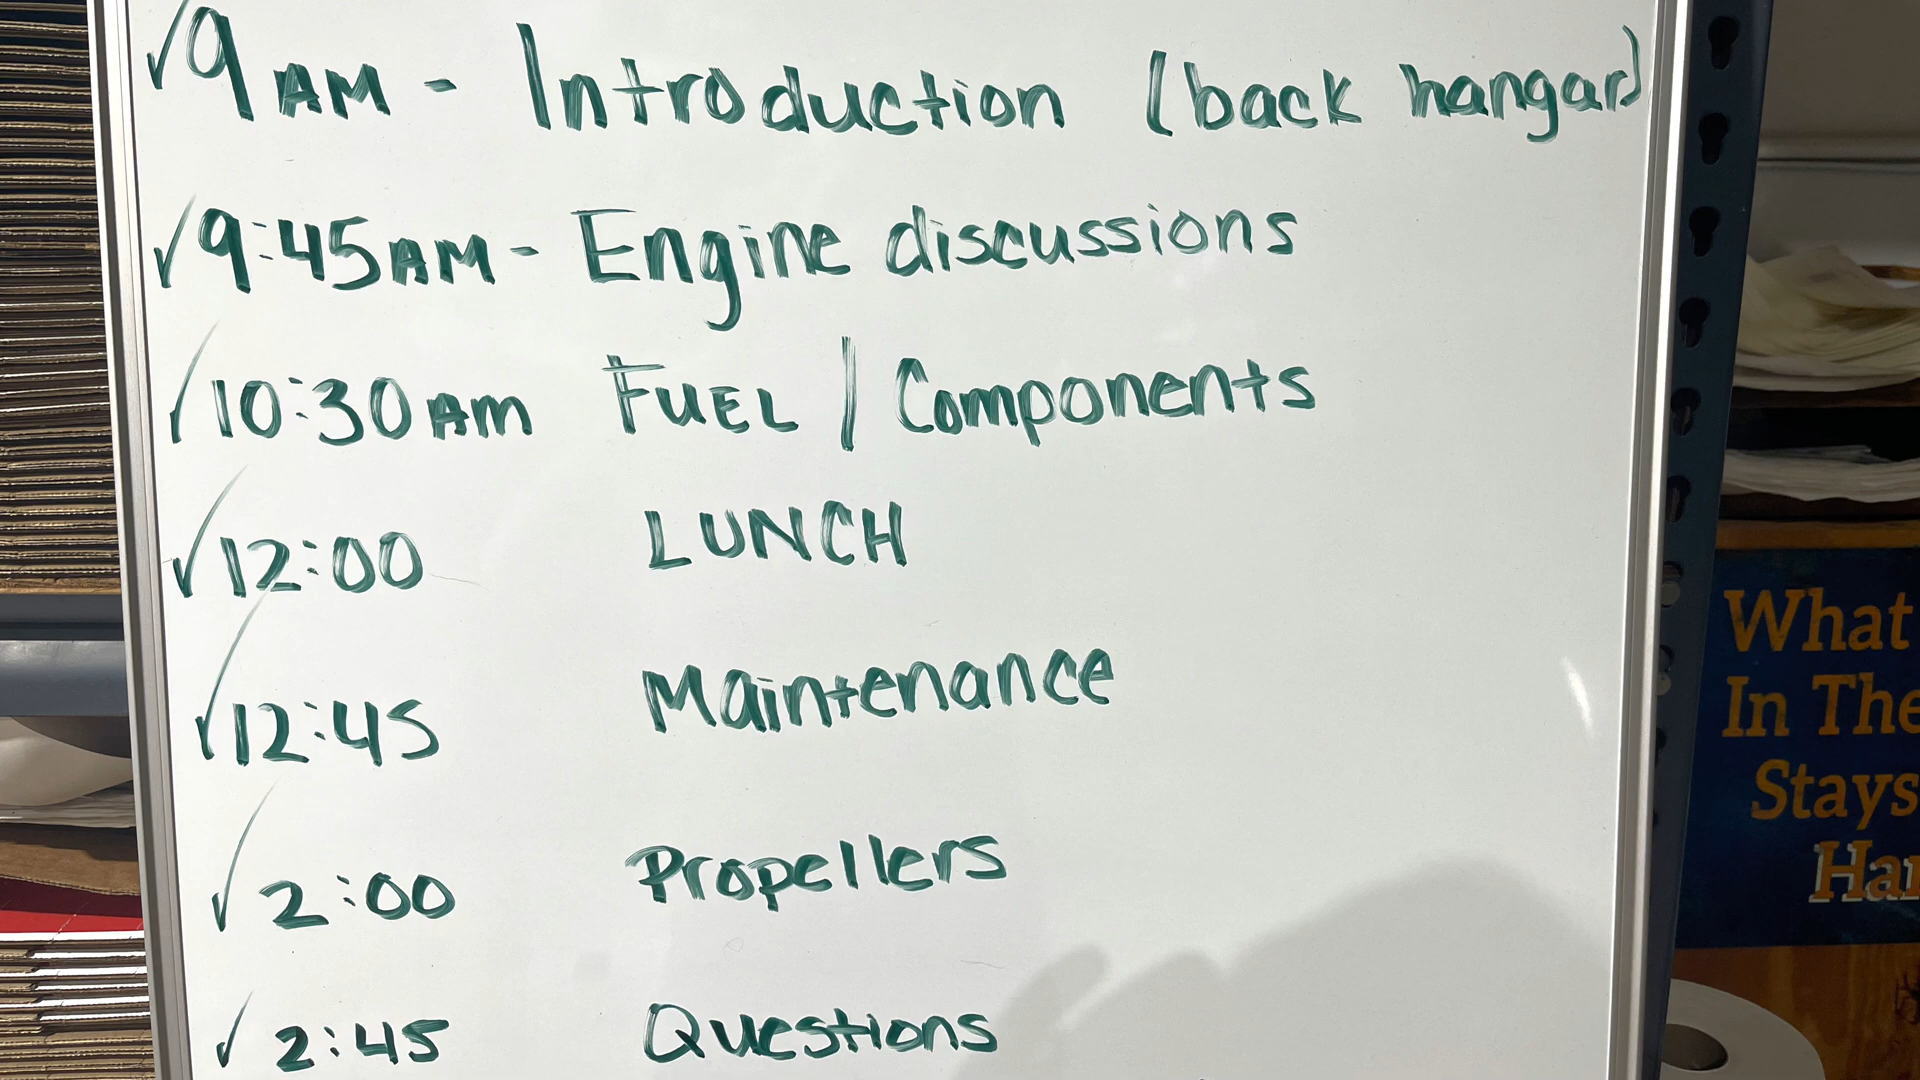 ✓9AM - Introduction (back hangar)
✓9:45AM - Engine discussions
✓10:30AM FUEL / Components
✓12:00 LUNCH
✓12:45 Maintenance
✓2:00 Propellers
✓2:45 Questions
What
In The
Stays